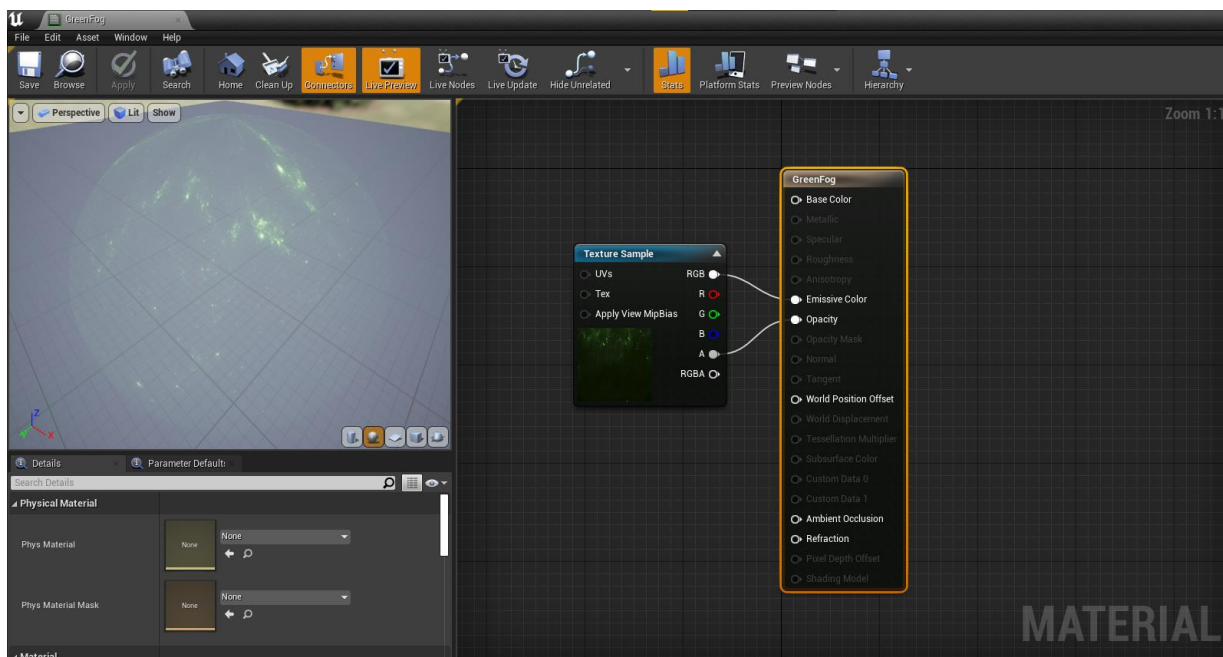 GreenFog
File Edit Asset Window Help
Save Browse Apply Search Home Clean Up Connectors Live Preview Live Nodes Live Update Hide Unrelated Stats Platform Stats Preview Nodes Hierarchy
Perspective Lit Show
Zoom 1:1
GreenFog
Base Color
Metallic
Specular
Roughness
Anisotropy
Emissive Color
Opacity
Opacity Mask
Normal
Tangent
World Position Offset
World Displacement
Tessellation Multiplier
Subsurface Color
Custom Data 0
Custom Data 1
Ambient Occlusion
Refraction
Pixel Depth Offset
Shading Model
Texture Sample
UVs RGB
Tex R
Apply View MipBias G
B
A
RGBA
Z
Y X
Details Parameter Default
Search Details
Physical Material
Phys Material None None
Phys Material Mask None None
Material
MATERIAL